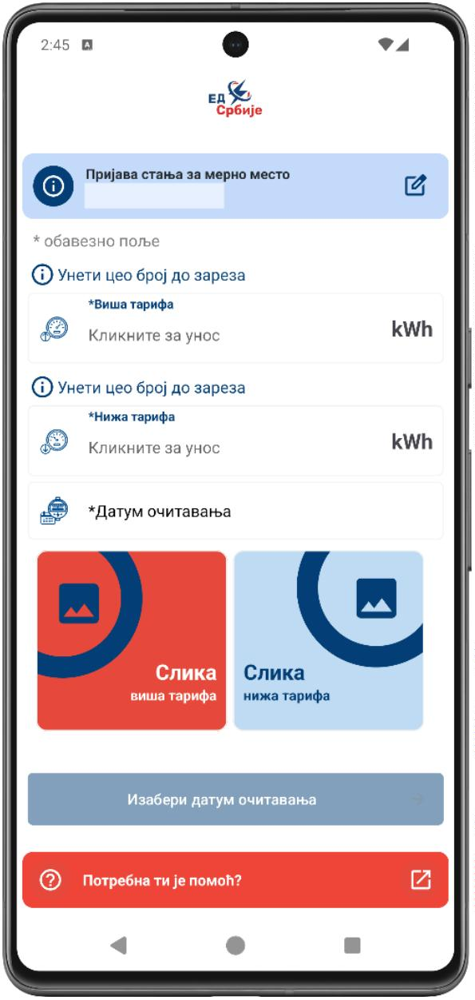 2:45 A
ЕД
Србије
Пријава стања за мерно место
* обавезно поље
Унети цео број до зареза
*Виша тарифа
Кликните за унос
kWh
Унети цео број до зареза
*Нижа тарифа
Кликните за унос
kWh
*Датум очитавања
Слика
виша тарифа
Слика
нижа тарифа
Изабери датум очитавања
Потребна ти је помоћ?